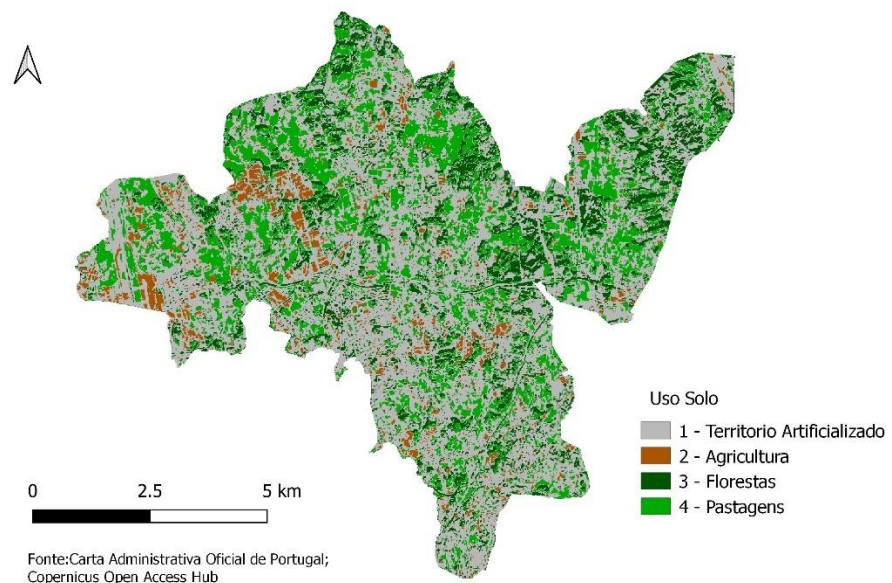 Uso Solo
1 - Territorio Artificializado
2 - Agricultura
3 - Florestas
4 - Pastagens
0 2.5 5 km
Fonte:Carta Administrativa Oficial de Portugal;
Copernicus Open Access Hub